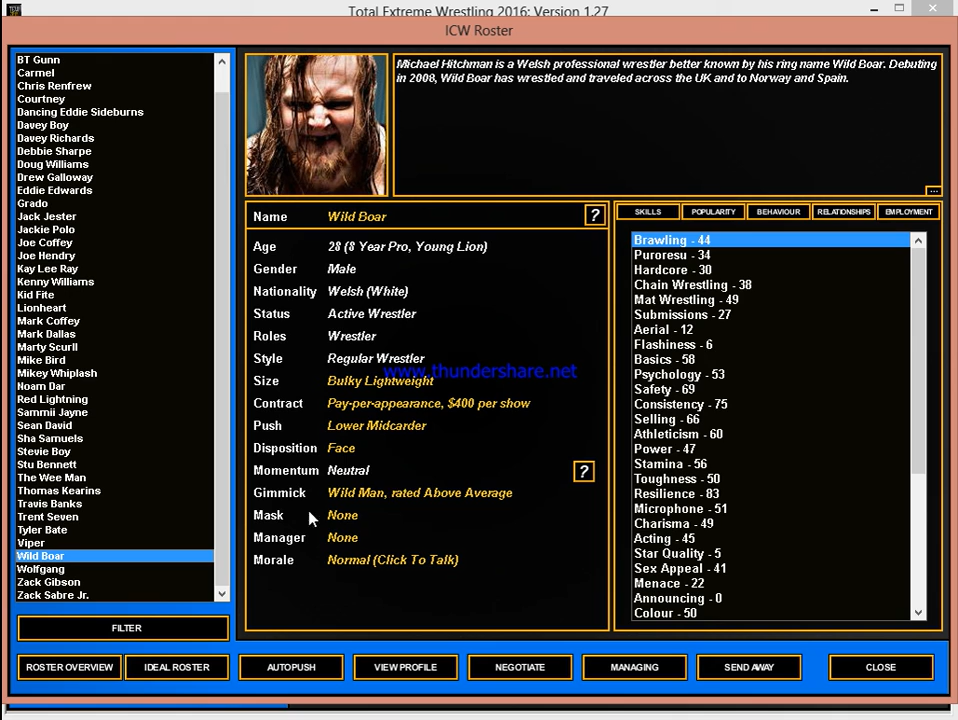 Total Extreme Wrestling 2016: Version 1.27
ICW Roster
BT Gunn
Carmel
Chris Renfrew
Courtney
Dancing Eddie Sideburns
Davey Boy
Davey Richards
Debbie Sharpe
Doug Williams
Drew Galloway
Eddie Edwards
Grado
Jack Jester
Jackie Polo
Joe Coffey
Joe Hendry
Kay Lee Ray
Kenny Williams
Kid Fite
Lionheart
Mark Coffey
Mark Dallas
Marty Scurll
Mike Bird
Mikey Whiplash
Noam Dar
Red Lightning
Sammii Jayne
Sean David
Sha Samuels
Stevie Boy
Stu Bennett
The Wee Man
Thomas Kearins
Travis Banks
Trent Seven
Tyler Bate
Viper
Wild Boar
Wolfgang
Zack Gibson
Zack Sabre Jr.
FILTER
Michael Hitchman is a Welsh professional wrestler better known by his ring name Wild Boar. Debuting
in 2008, Wild Boar has wrestled and traveled across the UK and to Norway and Spain.
...
Name Wild Boar ?
Age 28 (8 Year Pro, Young Lion)
Gender Male
Nationality Welsh (White)
Status Active Wrestler
Roles Wrestler
Style Regular Wrestler
www.thundershare.net
Size Bulky Lightweight
Contract Pay-per-appearance, $400 per show
Push Lower Midcarder
Disposition Face
Momentum Neutral ?
Gimmick Wild Man, rated Above Average
Mask None
Manager None
Morale Normal (Click To Talk)
SKILLS POPULARITY BEHAVIOUR RELATIONSHIPS EMPLOYMENT
Brawling - 44
Puroresu - 34
Hardcore - 30
Chain Wrestling - 38
Mat Wrestling - 49
Submissions - 27
Aerial - 12
Flashiness - 6
Basics - 58
Psychology - 53
Safety - 69
Consistency - 75
Selling - 66
Athleticism - 60
Power - 47
Stamina - 56
Toughness - 50
Resilience - 83
Microphone - 51
Charisma - 49
Acting - 45
Star Quality - 5
Sex Appeal - 41
Menace - 22
Announcing - 0
Colour - 50
ROSTER OVERVIEW IDEAL ROSTER AUTOPUSH VIEW PROFILE NEGOTIATE MANAGING SEND AWAY CLOSE